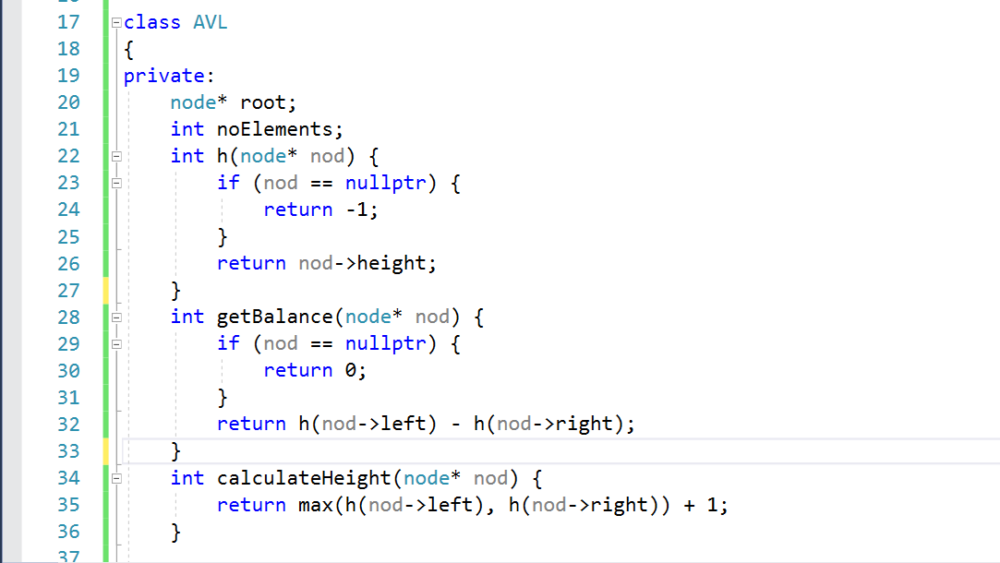 17 class AVL
18 {
19 private:
20     node* root;
21     int noElements;
22     int h(node* nod) {
23         if (nod == nullptr) {
24             return -1;
25         }
26         return nod->height;
27     }
28     int getBalance(node* nod) {
29         if (nod == nullptr) {
30             return 0;
31         }
32         return h(nod->left) - h(nod->right);
33     }
34     int calculateHeight(node* nod) {
35         return max(h(nod->left), h(nod->right)) + 1;
36     }
37